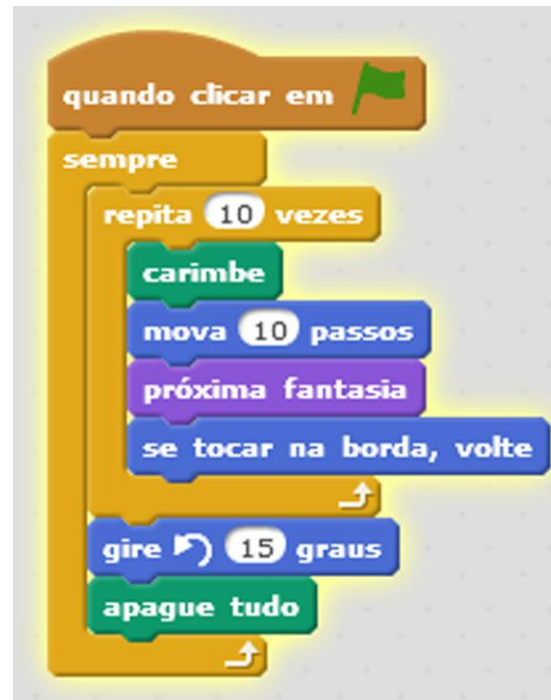 quando clicar em
sempre
repita 10 vezes
carimbe
mova 10 passos
próxima fantasia
se tocar na borda, volte
gire 15 graus
apague tudo